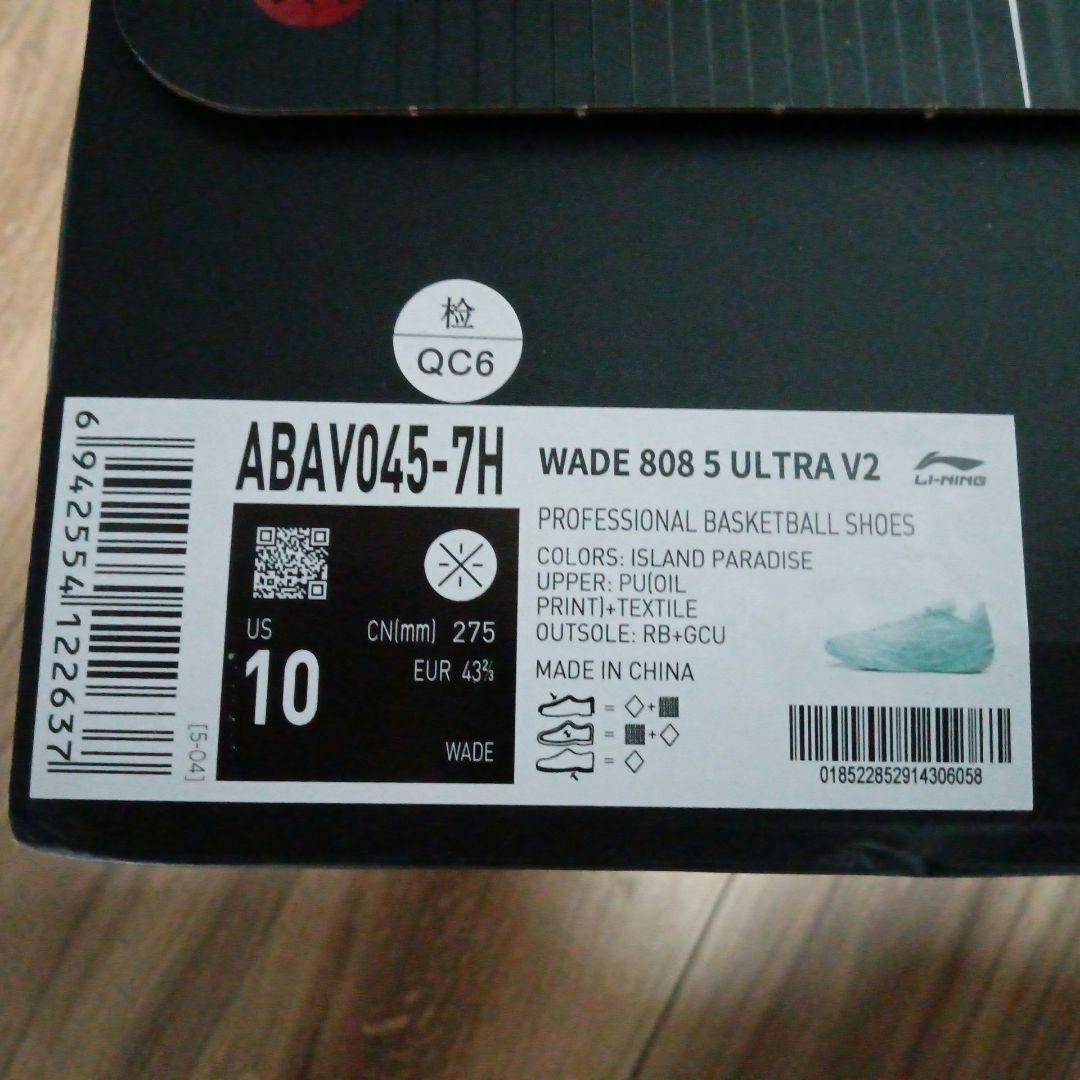 检
QC6
6942554122637
[5-04]
ABAV045-7H
US
10
CN(mm) 275
EUR 43⅔
WADE
WADE 808 5 ULTRA V2
LI-NING
PROFESSIONAL BASKETBALL SHOES
COLORS: ISLAND PARADISE
UPPER: PU(OIL
PRINT)+TEXTILE
OUTSOLE: RB+GCU
MADE IN CHINA
018522852914306058